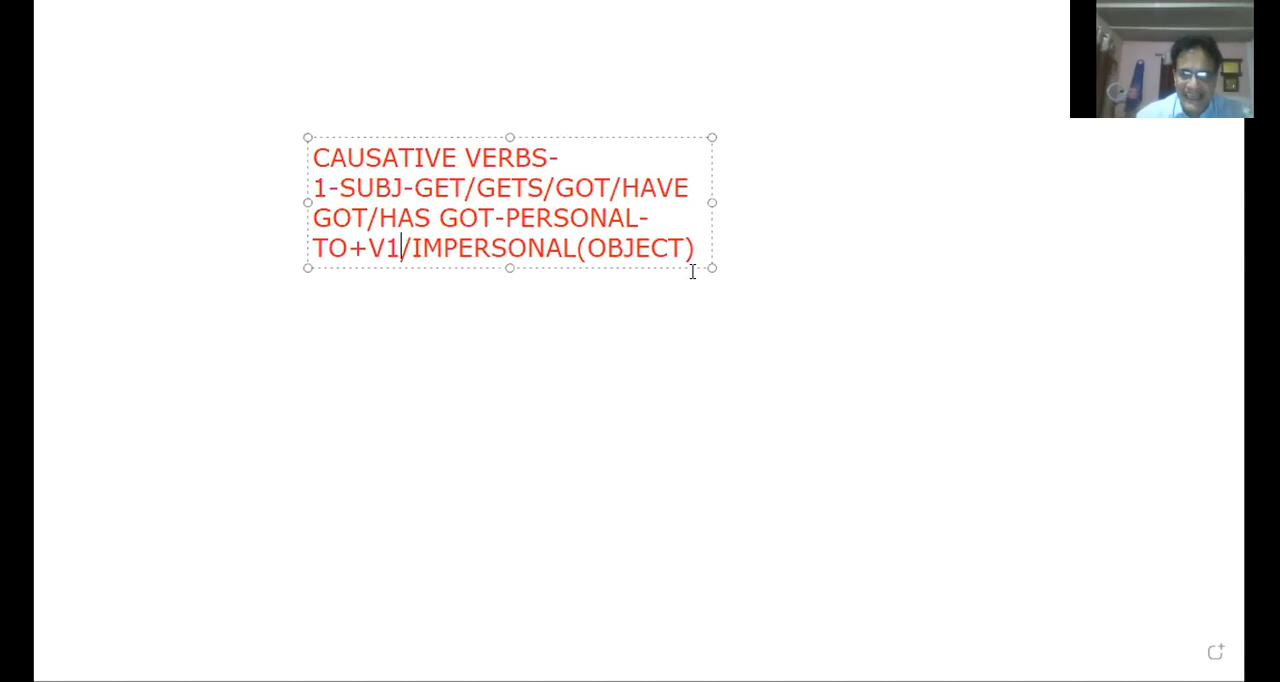 CAUSATIVE VERBS-
1-SUBJ-GET/GETS/GOT/HAVE
GOT/HAS GOT-PERSONAL-
TO+V1/IMPERSONAL(OBJECT)